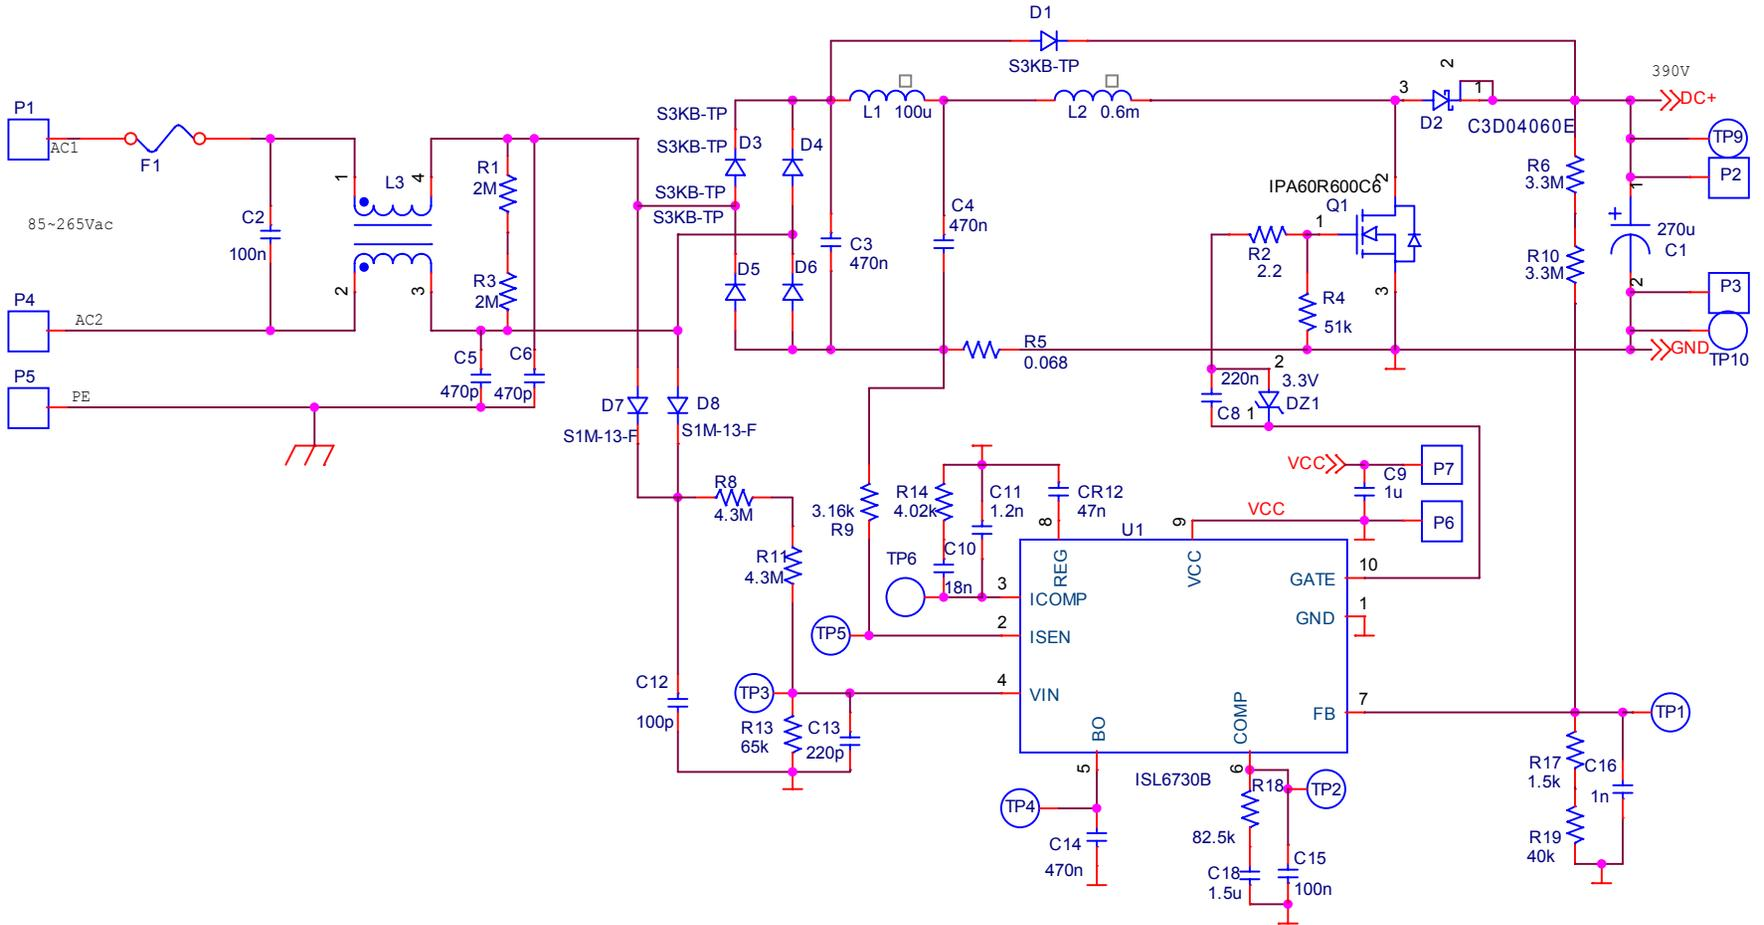 D1
S3KB-TP
390V
DC+
P1
AC1
F1
85~265Vac
C2
100n
L3
1
4
2
3
P4
AC2
P5
PE
R1
2M
R3
2M
C5
470p
C6
470p
S3KB-TP
S3KB-TP
D3
D4
S3KB-TP
S3KB-TP
D5
D6
L1
100u
L2
0.6m
C3
470n
C4
470n
R5
0.068
3
2
1
D2
C3D04060E
IPA60R600C6
Q1
2
1
3
R2
2.2
R4
51k
R6
3.3M
R10
3.3M
1
270u
C1
2
TP9
P2
P3
TP10
GND
220n
C8
2
3.3V
DZ1
1
D7
S1M-13-F
D8
S1M-13-F
R8
4.3M
R11
4.3M
3.16k
R9
R14
4.02k
C11
1.2n
CR12
47n
C10
18n
TP6
TP5
TP3
VCC
C9
1u
P7
P6
VCC
U1
8
REG
9
VCC
10
GATE
1
GND
3
ICOMP
2
ISEN
4
VIN
7
FB
BO
5
COMP
6
ISL6730B
C12
100p
R13
65k
C13
220p
TP4
C14
470n
R18
82.5k
C18
1.5u
C15
100n
TP2
TP1
R17
1.5k
C16
1n
R19
40k